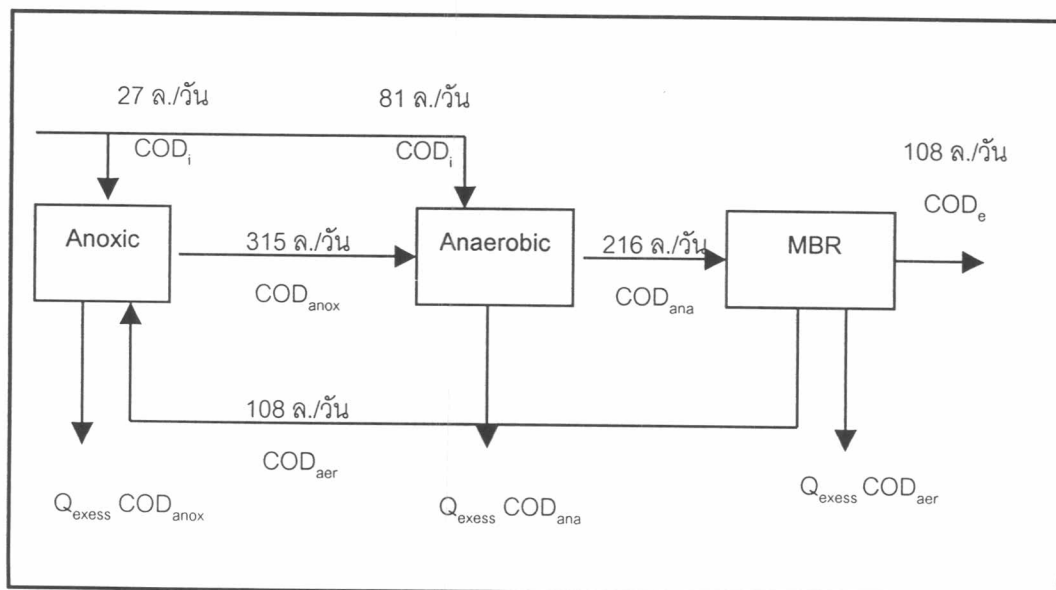 27 ล./วัน
81 ล./วัน
COD_i
COD_i
108 ล./วัน
COD_e
Anoxic
315 ล./วัน
COD_anox
Anaerobic
216 ล./วัน
COD_ana
MBR
108 ล./วัน
COD_aer
Q_exess COD_anox
Q_exess COD_ana
Q_exess COD_aer